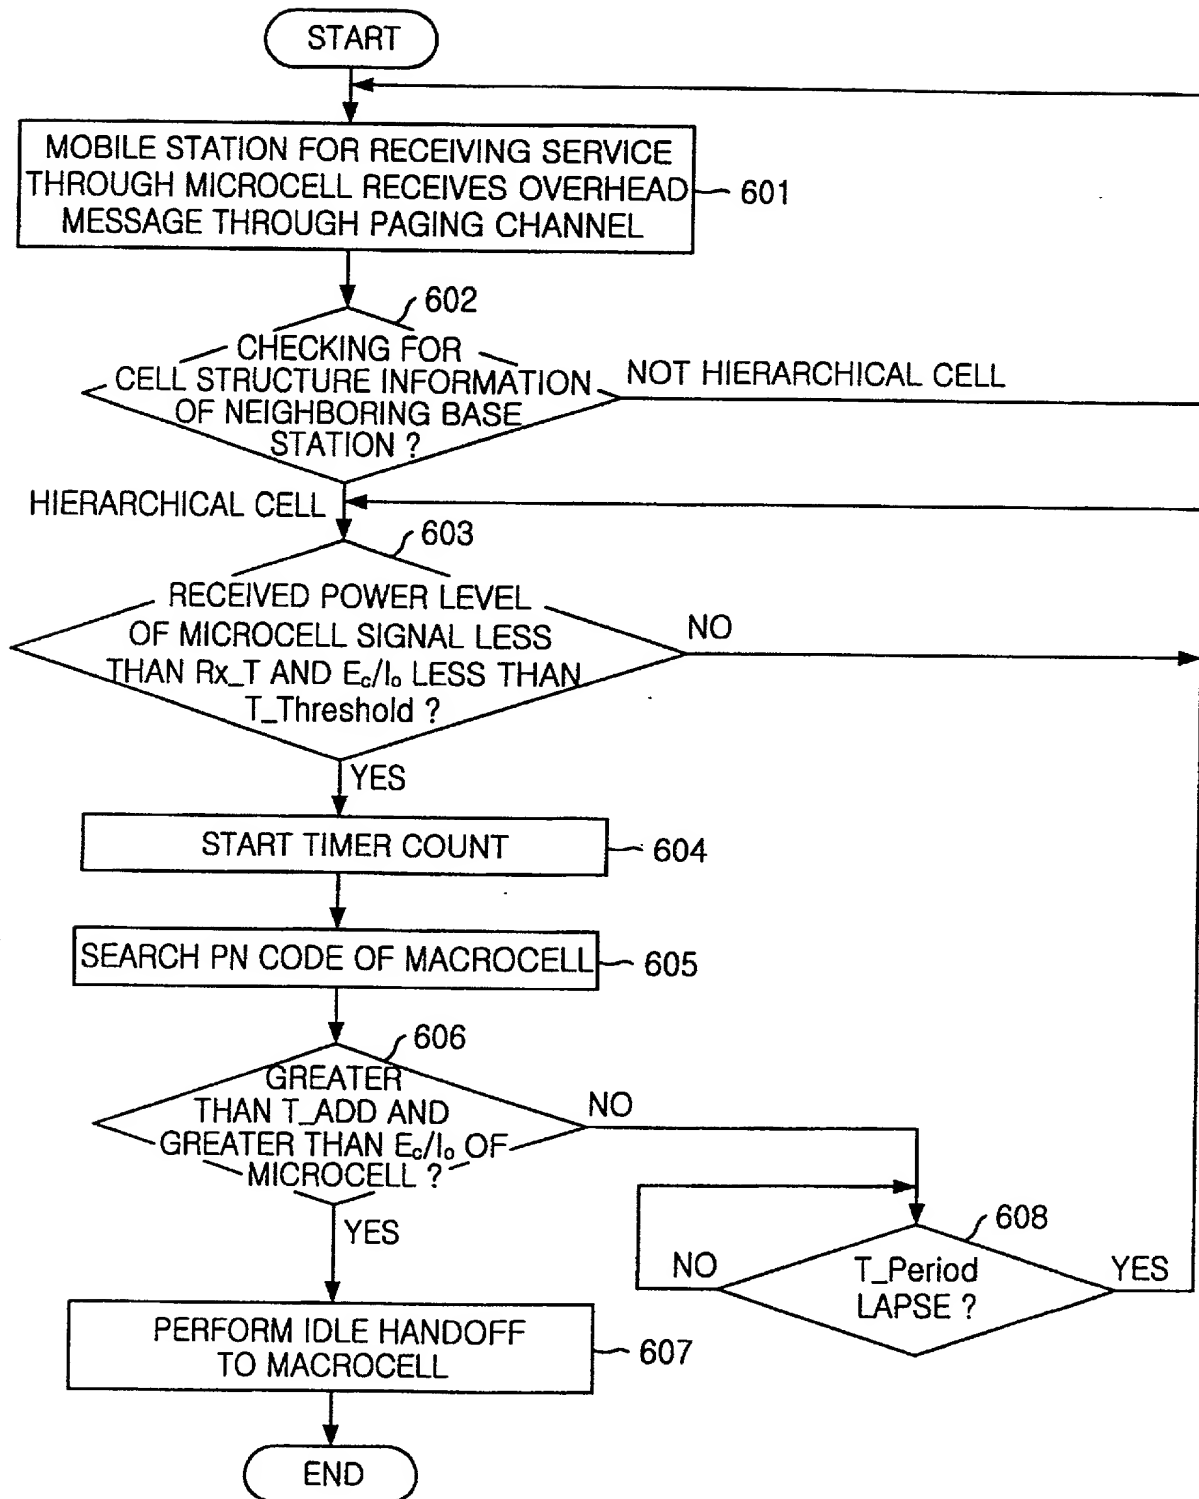 START
MOBILE STATION FOR RECEIVING SERVICE
THROUGH MICROCELL RECEIVES OVERHEAD
MESSAGE THROUGH PAGING CHANNEL
601
602
CHECKING FOR
CELL STRUCTURE INFORMATION
OF NEIGHBORING BASE
STATION ?
NOT HIERARCHICAL CELL
HIERARCHICAL CELL
603
RECEIVED POWER LEVEL
OF MICROCELL SIGNAL LESS
THAN Rx_T AND Ec/Io LESS THAN
T_Threshold ?
NO
YES
START TIMER COUNT
604
SEARCH PN CODE OF MACROCELL
605
606
GREATER
THAN T_ADD AND
GREATER THAN Ec/Io OF
MICROCELL ?
NO
YES
608
T_Period
LAPSE ?
NO
YES
PERFORM IDLE HANDOFF
TO MACROCELL
607
END